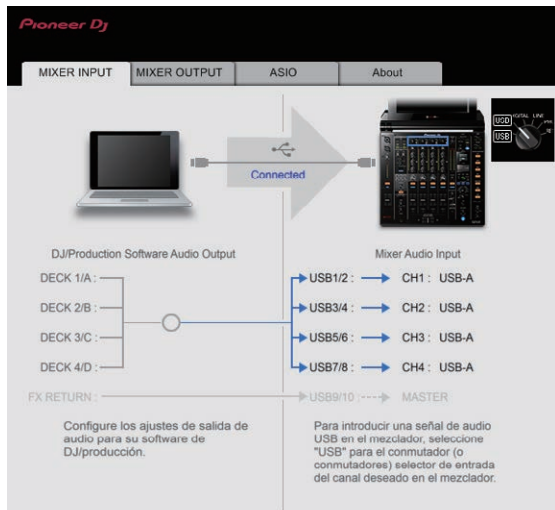 Pioneer Dj
MIXER INPUT
MIXER OUTPUT
ASIO
About
USB
DIGITAL
LINE
USB
Connected
DJ/Production Software Audio Output
Mixer Audio Input
DECK 1/A :
USB1/2 :
CH1 : USB-A
DECK 2/B :
USB3/4 :
CH2 : USB-A
DECK 3/C :
USB5/6 :
CH3 : USB-A
DECK 4/D :
USB7/8 :
CH4 : USB-A
FX RETURN :
USB9/10 :
MASTER
Configure los ajustes de salida de
audio para su software de
DJ/producción.
Para introducir una señal de audio
USB en el mezclador, seleccione
"USB" para el conmutador (o
conmutadores) selector de entrada
del canal deseado en el mezclador.